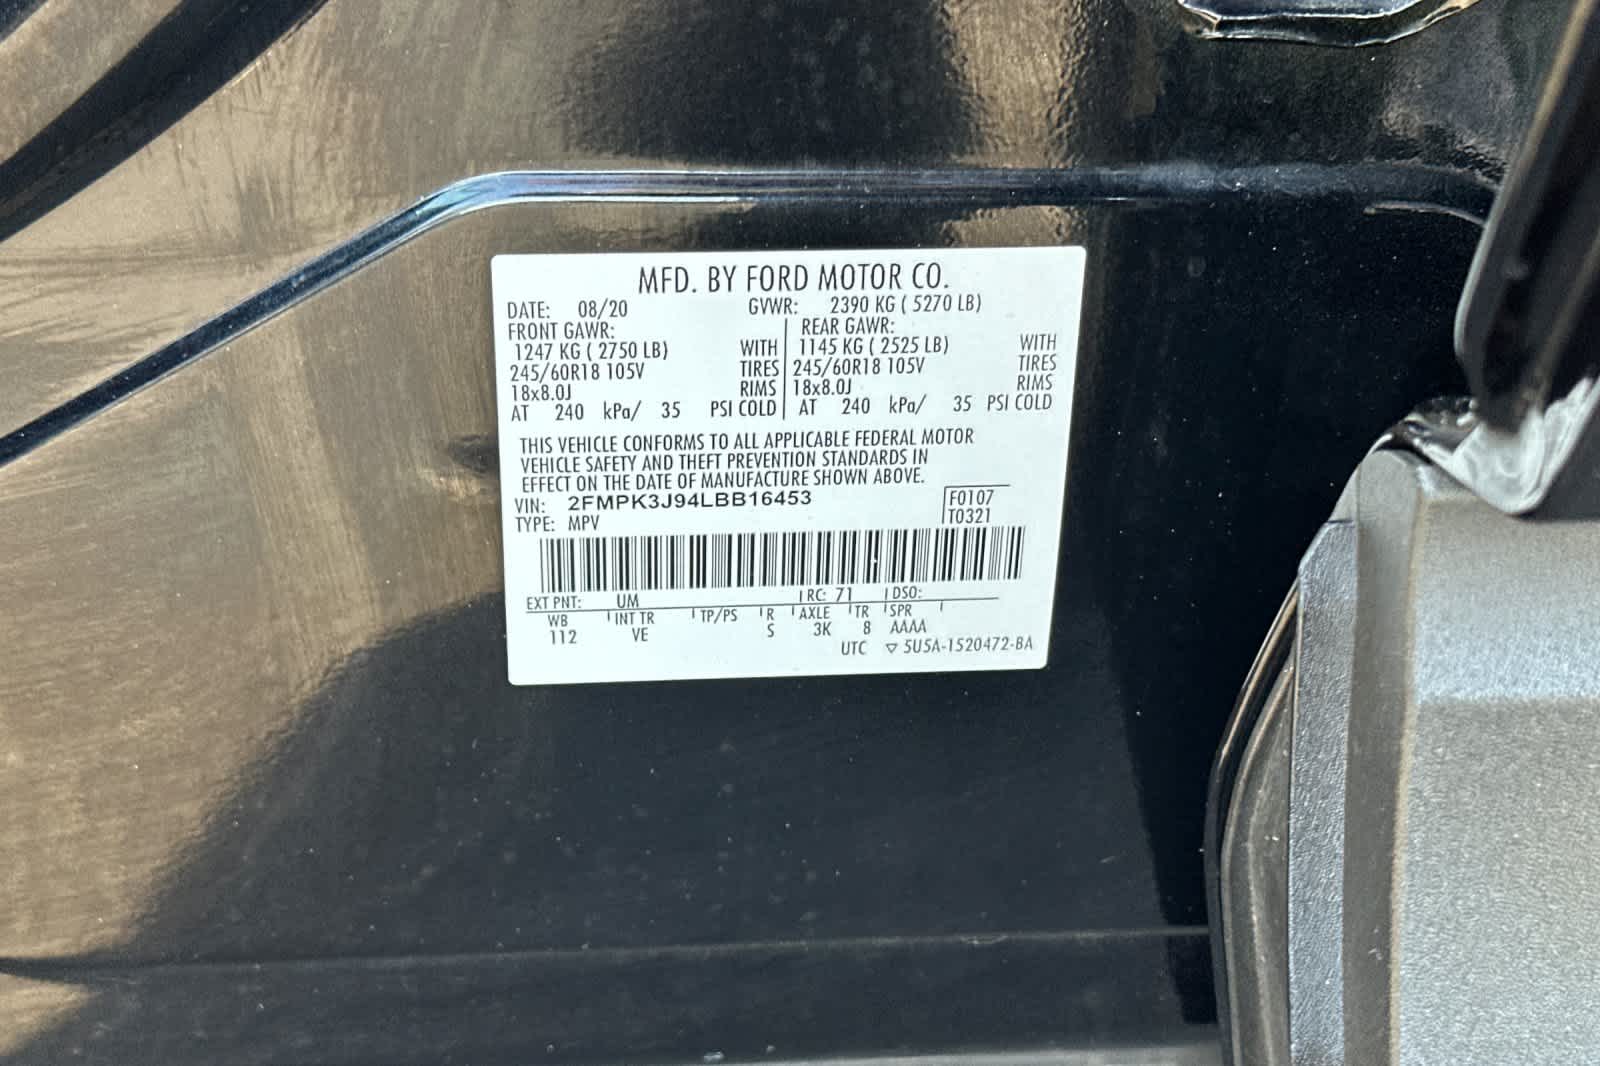 MFD. BY FORD MOTOR CO.
DATE: 08/20 GVWR: 2390 KG ( 5270 LB)
FRONT GAWR: REAR GAWR:
1247 KG ( 2750 LB) WITH 1145 KG ( 2525 LB) WITH
245/60R18 105V TIRES 245/60R18 105V TIRES
18x8.0J RIMS 18x8.0J RIMS
AT 240 kPa/ 35 PSI COLD AT 240 kPa/ 35 PSI COLD
THIS VEHICLE CONFORMS TO ALL APPLICABLE FEDERAL MOTOR
VEHICLE SAFETY AND THEFT PREVENTION STANDARDS IN
EFFECT ON THE DATE OF MANUFACTURE SHOWN ABOVE.
VIN: 2FMPK3J94LBB16453 F0107
TYPE: MPV T0321
EXT PNT: UM RC: 71 DSO:
WB INT TR TP/PS R AXLE TR SPR
112 VE S 3K 8 AAAA
UTC ▽ 5U5A-1520472-BA